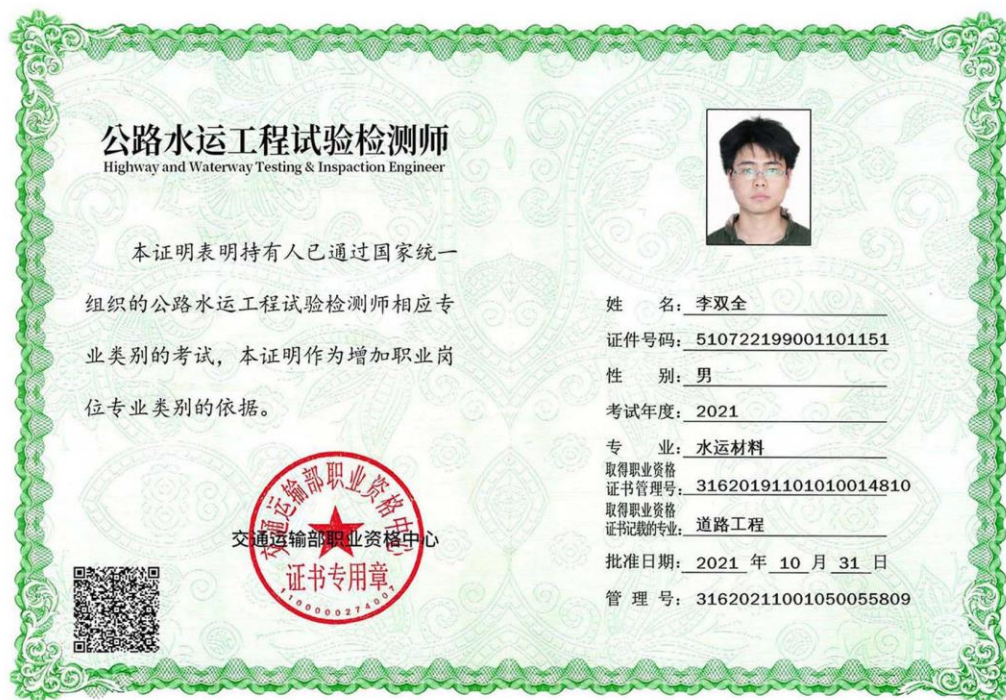 公路水运工程试验检测师
Highway and Waterway Testing & Inspaction Engineer
本证明表明持有人已通过国家统一
组织的公路水运工程试验检测师相应专
业类别的考试，本证明作为增加职业岗
位专业类别的依据。
交通运输部职业资格中心
交通运输部职业资格中心
证书专用章
1100000274007
姓 名：李双全
证件号码：510722199001101151
性 别：男
考试年度：2021
专 业：水运材料
取得职业资格
证书管理号：31620191101010014810
取得职业资格
证书记载的专业：道路工程
批准日期：2021 年 10 月 31 日
管 理 号：31620211001050055809